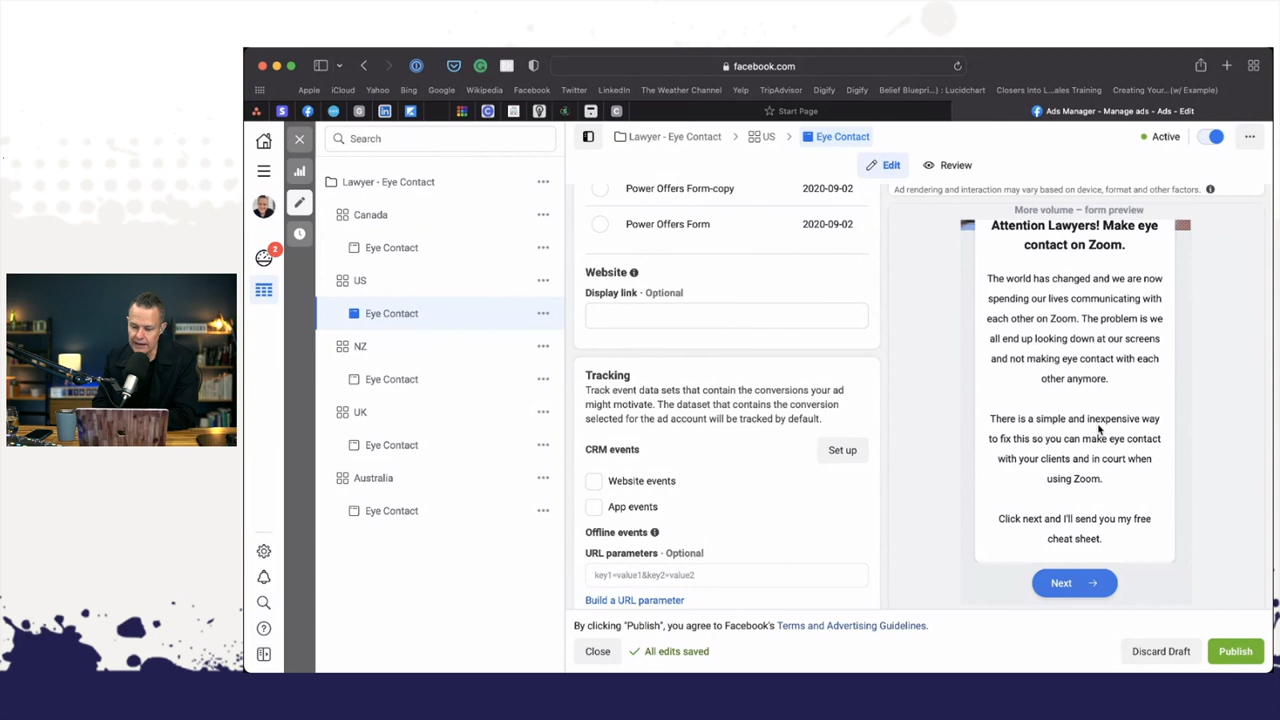 facebook.com
Apple iCloud Yahoo Bing Google Wikipedia Facebook Twitter LinkedIn The Weather Channel Yelp TripAdvisor Digify Digify Belief Bluepri...): Lucidchart Closers Into L...ales Training Creating Your...(w/ Example)
Start Page
Ads Manager - Manage ads - Ads - Edit
Search
Lawyer - Eye Contact
Canada
Eye Contact
US
Eye Contact
NZ
Eye Contact
UK
Eye Contact
Australia
Eye Contact
2
Lawyer - Eye Contact > US > Eye Contact
Active
Edit
Review
Power Offers Form-copy 2020-09-02
Power Offers Form 2020-09-02
Website
Display link · Optional
Tracking
Track event data sets that contain the conversions your ad
might motivate. The dataset that contains the conversion
selected for the ad account will be tracked by default.
CRM events
Set up
Website events
App events
Offline events
URL parameters · Optional
key1=value1&key2=value2
Build a URL parameter
Ad rendering and interaction may vary based on device, format and other factors.
More volume – form preview
Attention Lawyers! Make eye
contact on Zoom.
The world has changed and we are now
spending our lives communicating with
each other on Zoom. The problem is we
all end up looking down at our screens
and not making eye contact with each
other anymore.
There is a simple and inexpensive way
to fix this so you can make eye contact
with your clients and in court when
using Zoom.
Click next and I'll send you my free
cheat sheet.
Next
By clicking "Publish", you agree to Facebook's Terms and Advertising Guidelines.
Close
All edits saved
Discard Draft
Publish